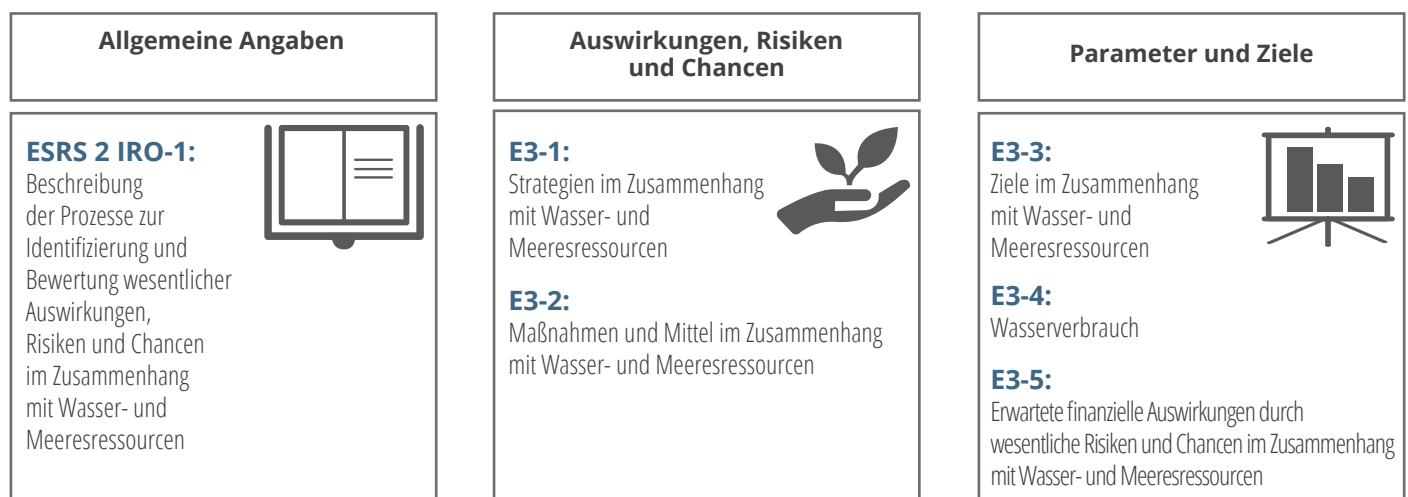 Allgemeine Angaben
ESRS 2 IRO-1:
Beschreibung
der Prozesse zur
Identifizierung und
Bewertung wesentlicher
Auswirkungen,
Risiken und Chancen
im Zusammenhang
mit Wasser- und
Meeresressourcen
Auswirkungen, Risiken
und Chancen
E3-1:
Strategien im Zusammenhang
mit Wasser- und
Meeresressourcen
E3-2:
Maßnahmen und Mittel im Zusammenhang
mit Wasser- und Meeresressourcen
Parameter und Ziele
E3-3:
Ziele im Zusammenhang
mit Wasser- und
Meeresressourcen
E3-4:
Wasserverbrauch
E3-5:
Erwartete finanzielle Auswirkungen durch
wesentliche Risiken und Chancen im Zusammenhang
mit Wasser- und Meeresressourcen